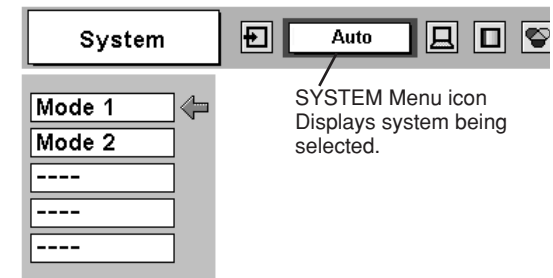 System
Auto
SYSTEM Menu icon
Displays system being
selected.
Mode 1
Mode 2
----
----
----